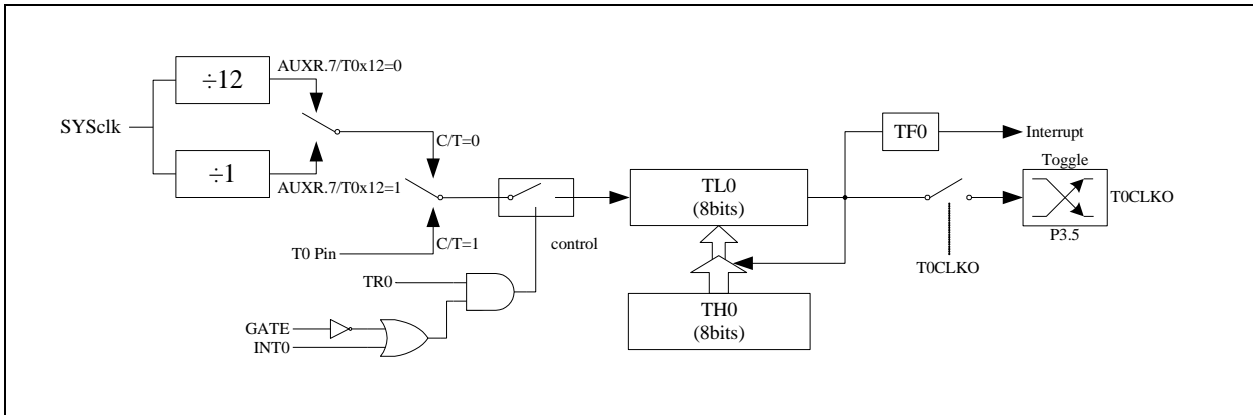 SYSclk
÷12
AUXR.7/T0x12=0
÷1
AUXR.7/T0x12=1
C/T=0
T0 Pin
C/T=1
TR0
GATE
INT0
control
TL0
(8bits)
TH0
(8bits)
TF0
Interrupt
Toggle
T0CLKO
P3.5
T0CLKO